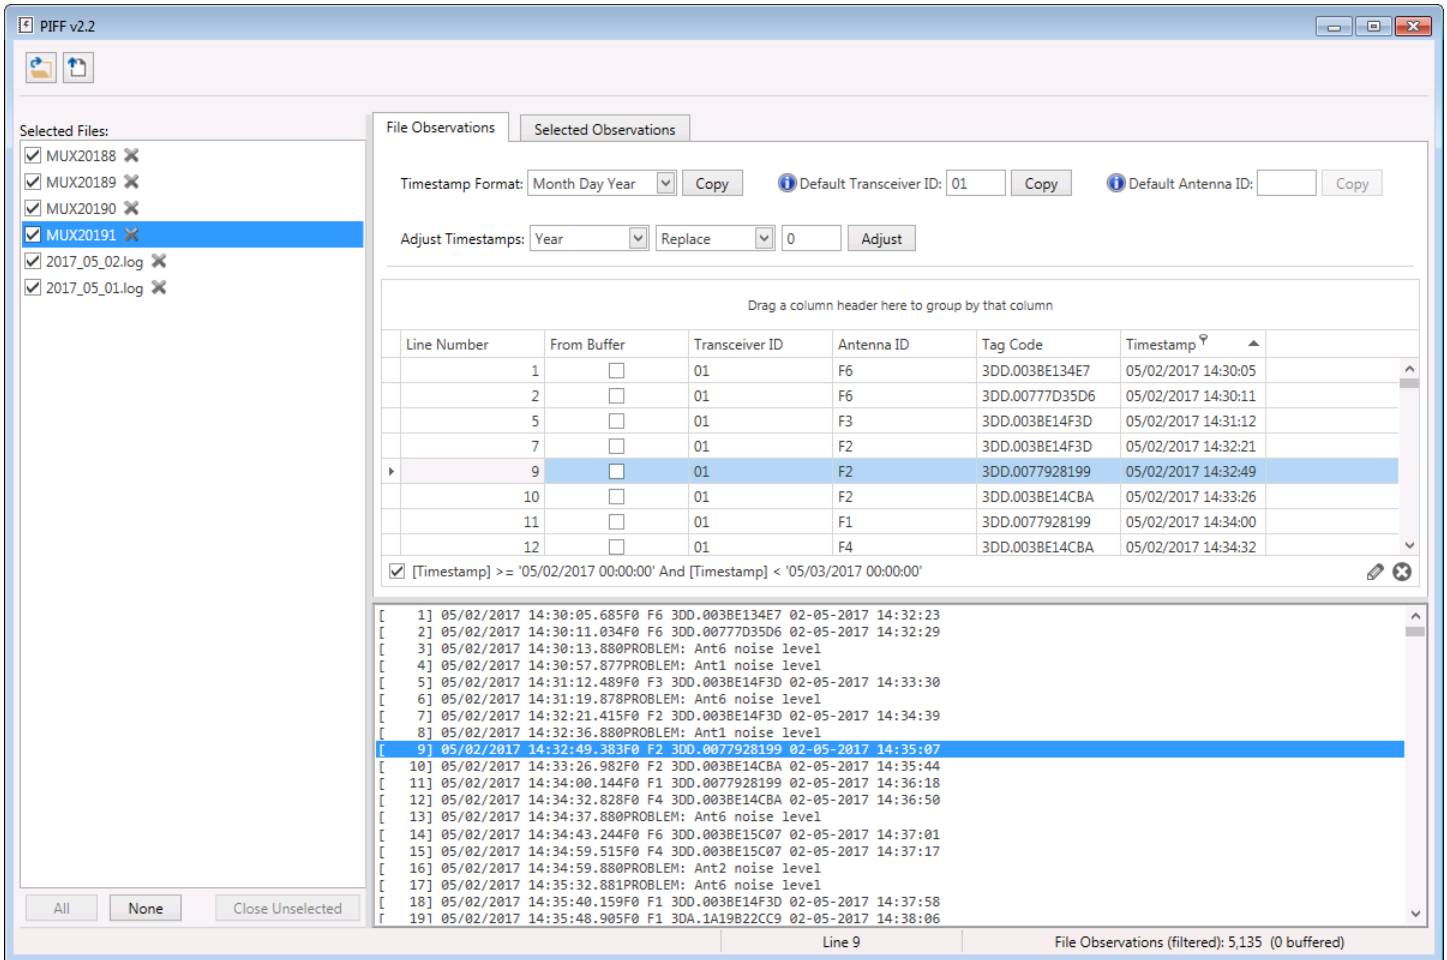 PIFF v2.2
Selected Files:
MUX20188
MUX20189
MUX20190
MUX20191
2017_05_02.log
2017_05_01.log
All None Close Unselected
File Observations Selected Observations
Timestamp Format: Month Day Year Copy Default Transceiver ID: 01 Copy Default Antenna ID: Copy
Adjust Timestamps: Year Replace 0 Adjust
Drag a column header here to group by that column
Line Number From Buffer Transceiver ID Antenna ID Tag Code Timestamp
1 01 F6 3DD.003BE134E7 05/02/2017 14:30:05
2 01 F6 3DD.00777D35D6 05/02/2017 14:30:11
5 01 F3 3DD.003BE14F3D 05/02/2017 14:31:12
7 01 F2 3DD.003BE14F3D 05/02/2017 14:32:21
9 01 F2 3DD.0077928199 05/02/2017 14:32:49
10 01 F2 3DD.003BE14CBA 05/02/2017 14:33:26
11 01 F1 3DD.0077928199 05/02/2017 14:34:00
12 01 F4 3DD.003BE14CBA 05/02/2017 14:34:32
[Timestamp] >= '05/02/2017 00:00:00' And [Timestamp] < '05/03/2017 00:00:00'
[ 1] 05/02/2017 14:30:05.685F0 F6 3DD.003BE134E7 02-05-2017 14:32:23
[ 2] 05/02/2017 14:30:11.034F0 F6 3DD.00777D35D6 02-05-2017 14:32:29
[ 3] 05/02/2017 14:30:13.880PROBLEM: Ant6 noise level
[ 4] 05/02/2017 14:30:57.877PROBLEM: Ant1 noise level
[ 5] 05/02/2017 14:31:12.489F0 F3 3DD.003BE14F3D 02-05-2017 14:33:30
[ 6] 05/02/2017 14:31:19.878PROBLEM: Ant6 noise level
[ 7] 05/02/2017 14:32:21.415F0 F2 3DD.003BE14F3D 02-05-2017 14:34:39
[ 8] 05/02/2017 14:32:36.880PROBLEM: Ant1 noise level
[ 9] 05/02/2017 14:32:49.383F0 F2 3DD.0077928199 02-05-2017 14:35:07
[ 10] 05/02/2017 14:33:26.982F0 F2 3DD.003BE14CBA 02-05-2017 14:35:44
[ 11] 05/02/2017 14:34:00.144F0 F1 3DD.0077928199 02-05-2017 14:36:18
[ 12] 05/02/2017 14:34:32.828F0 F4 3DD.003BE14CBA 02-05-2017 14:36:50
[ 13] 05/02/2017 14:34:37.880PROBLEM: Ant6 noise level
[ 14] 05/02/2017 14:34:43.244F0 F6 3DD.003BE15C07 02-05-2017 14:37:01
[ 15] 05/02/2017 14:34:59.515F0 F4 3DD.003BE15C07 02-05-2017 14:37:17
[ 16] 05/02/2017 14:34:59.880PROBLEM: Ant2 noise level
[ 17] 05/02/2017 14:35:32.881PROBLEM: Ant6 noise level
[ 18] 05/02/2017 14:35:40.159F0 F1 3DD.003BE14F3D 02-05-2017 14:37:58
[ 19] 05/02/2017 14:35:48.905F0 F1 3DA.1A19B22CC9 02-05-2017 14:38:06
Line 9 File Observations (filtered): 5,135 (0 buffered)